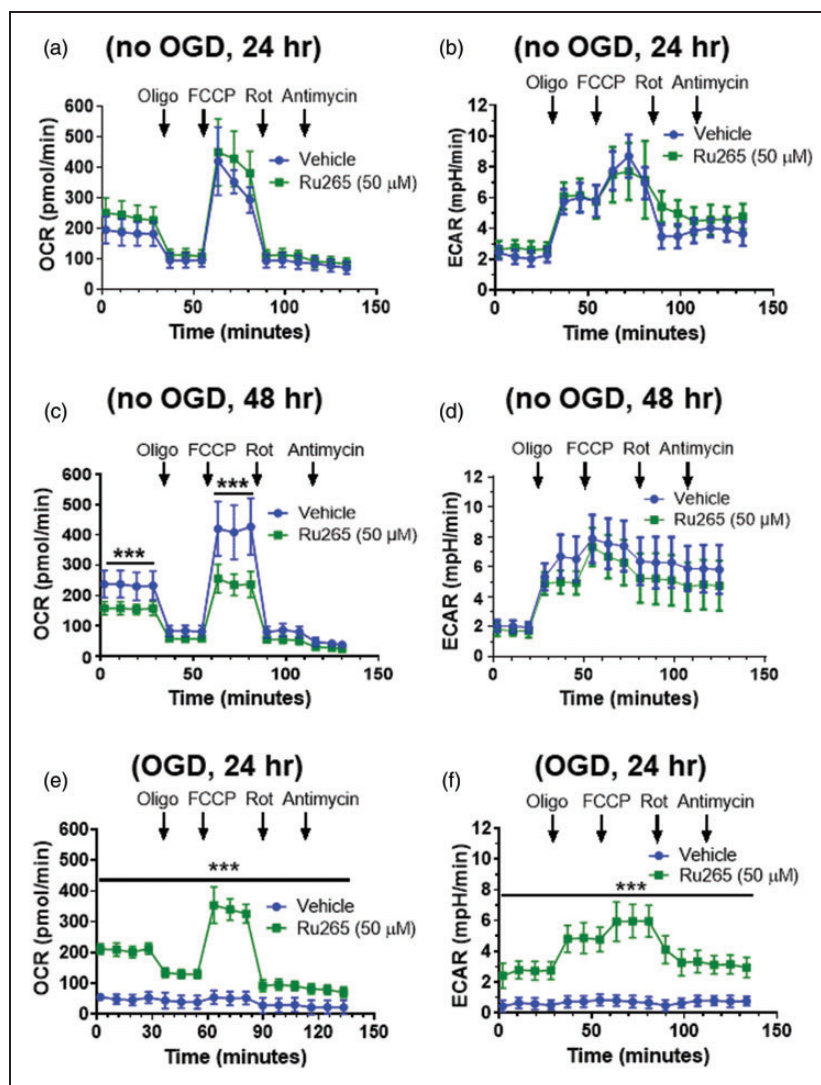 (a) (no OGD, 24 hr)
Oligo FCCP Rot Antimycin
600
500
400
300
200
100
0
OCR (pmol/min)
Vehicle
Ru265 (50 μM)
0 50 100 150
Time (minutes)
(b) (no OGD, 24 hr)
Oligo FCCP Rot Antimycin
12
10
8
6
4
2
0
ECAR (mpH/min)
Vehicle
Ru265 (50 μM)
0 50 100 150
Time (minutes)
(c) (no OGD, 48 hr)
Oligo FCCP Rot Antimycin
600
500
400
300
200
100
0
OCR (pmol/min)
***
***
Vehicle
Ru265 (50 μM)
0 50 100 150
Time (minutes)
(d) (no OGD, 48 hr)
Oligo FCCP Rot Antimycin
12
10
8
6
4
2
0
ECAR (mpH/min)
Vehicle
Ru265 (50 μM)
0 50 100 150
Time (minutes)
(e) (OGD, 24 hr)
Oligo FCCP Rot Antimycin
600
500
400
300
200
100
0
OCR (pmol/min)
***
Vehicle
Ru265 (50 μM)
0 30 60 90 120 150
Time (minutes)
(f) (OGD, 24 hr)
Oligo FCCP Rot Antimycin
12
10
8
6
4
2
0
ECAR (mpH/min)
***
Vehicle
Ru265 (50 μM)
0 50 100 150
Time (minutes)